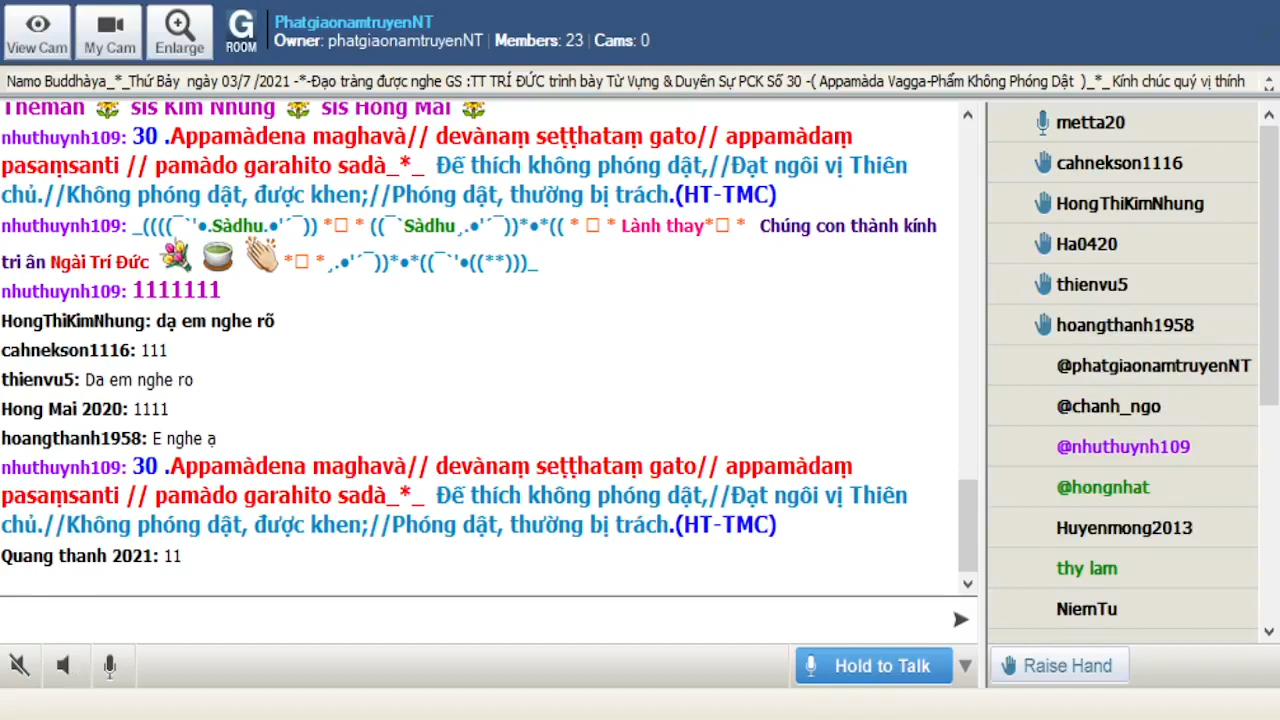 View Cam
My Cam
Enlarge
G
ROOM
PhatgiaonamtruyenNT
Owner: phatgiaonamtruyenNT | Members: 23 | Cams: 0
Namo Buddhàya_*_Thứ Bảy ngày 03/7 /2021 -*-Đạo tràng được nghe GS :TT TRÍ ĐỨC trình bày Từ Vựng & Duyên Sự PCK Số 30 -( Appamàda Vagga-Phẩm Không Phóng Dật )_*_ Kính chúc quý vị thính
Theman sis Kim Nhung sis Hong Mai
nhuthuynh109: 30 .Appamàdena maghavà// devànaṃ seṭṭhataṃ gato// appamàdaṃ
pasaṃsanti // pamàdo garahito sadà_*_ Đế thích không phóng dật,//Đạt ngôi vị Thiên
chủ.//Không phóng dật, được khen;//Phóng dật, thường bị trách.(HT-TMC)
nhuthuynh109: _((((¯`'•.Sàdhu.•'´¯)) *□ * ((¯`Sàdhu¸.•'´¯))*•*(( * □ * Lành thay*□ * Chúng con thành kính
tri ân Ngài Trí Đức *□ *¸.•'´¯))*•*((¯`'•((**)))_
nhuthuynh109: 1111111
HongThiKimNhung: dạ em nghe rõ
cahnekson1116: 111
thienvu5: Da em nghe ro
Hong Mai 2020: 1111
hoangthanh1958: E nghe ạ
nhuthuynh109: 30 .Appamàdena maghavà// devànaṃ seṭṭhataṃ gato// appamàdaṃ
pasaṃsanti // pamàdo garahito sadà_*_ Đế thích không phóng dật,//Đạt ngôi vị Thiên
chủ.//Không phóng dật, được khen;//Phóng dật, thường bị trách.(HT-TMC)
Quang thanh 2021: 11
metta20
cahnekson1116
HongThiKimNhung
Ha0420
thienvu5
hoangthanh1958
@phatgiaonamtruyenNT
@chanh_ngo
@nhuthuynh109
@hongnhat
Huyenmong2013
thy lam
NiemTu
Hold to Talk
Raise Hand